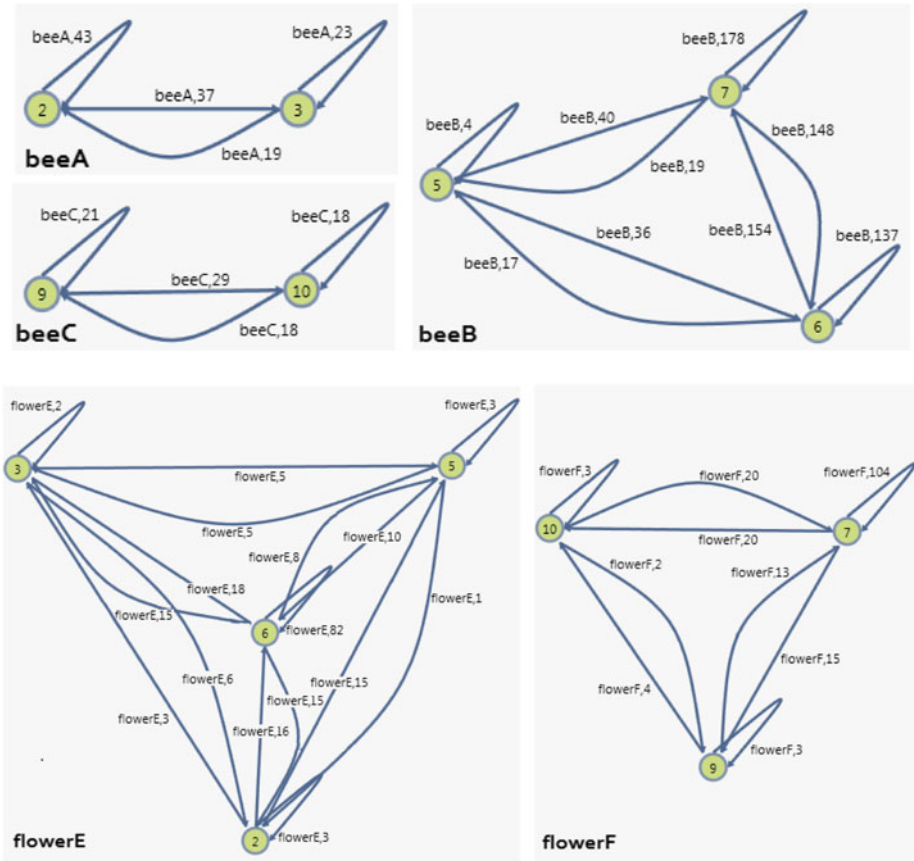 beeA,43
beeA,23
2
beeA,37
3
beeA,19
beeA
beeC,21
beeC,18
9
beeC,29
10
beeC,18
beeC
beeB,178
7
beeB,4
beeB,40
beeB,148
beeB,19
5
beeB,36
beeB,154
beeB,137
beeB,17
6
beeB
flowerE,2
flowerE,3
3
5
flowerE,5
flowerE,5
flowerE,10
flowerE,8
flowerE,18
flowerE,1
flowerE,15
6
flowerE,82
flowerE,6
flowerE,15
flowerE,15
flowerE,3
flowerE,16
2
flowerE,3
flowerE
flowerF,3
flowerF,20
flowerF,104
10
7
flowerF,20
flowerF,2
flowerF,13
flowerF,15
flowerF,4
flowerF,3
9
flowerF